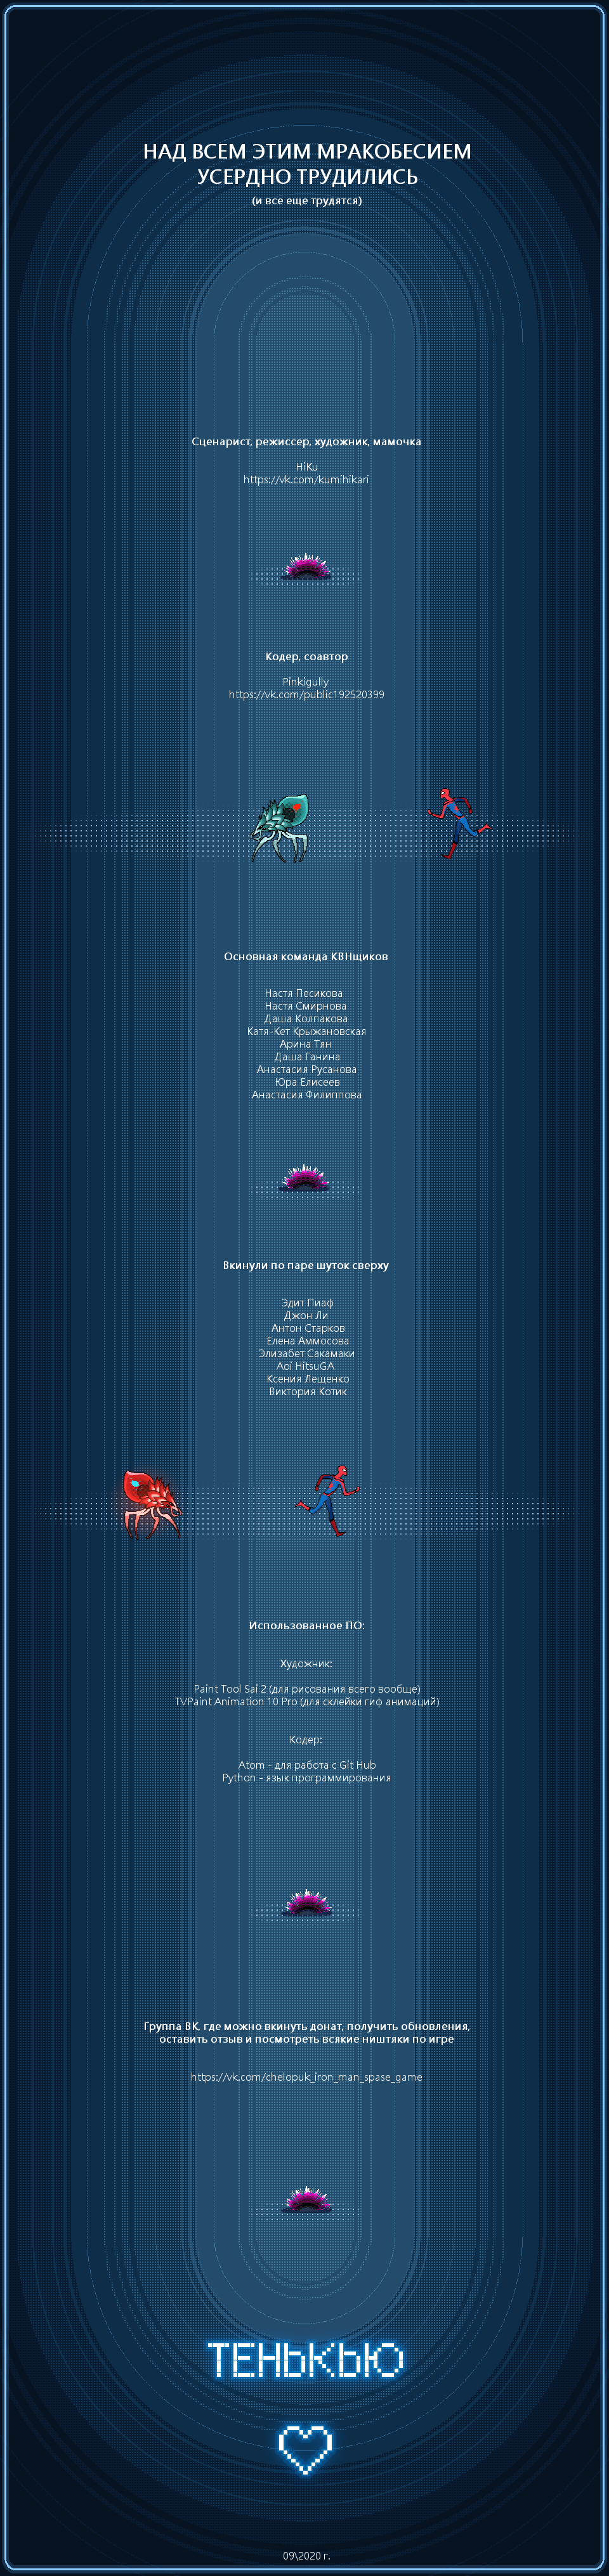 НАД ВСЕМ ЭТИМ МРАКОБЕСИЕМ
УСЕРДНО ТРУДИЛИСЬ
(и все еще трудятся)
Сценарист, режиссер, художник, мамочка
HiKu
https://vk.com/kumihikari
Кодер, соавтор
Pinkigully
https://vk.com/public192520399
Основная команда КВНщиков
Настя Песикова
Настя Смирнова
Даша Колпакова
Катя-Кет Крыжановская
Арина Тян
Даша Ганина
Анастасия Русанова
Юра Елисеев
Анастасия Филиппова
Вкинули по паре шуток сверху
Эдит Пиаф
Джон Ли
Антон Старков
Елена Аммосова
Элизабет Сакамаки
Aoi HitsuGA
Ксения Лещенко
Виктория Котик
Использованное ПО:
Художник:
Paint Tool Sai 2 (для рисования всего вообще)
TVPaint Animation 10 Pro (для склейки гиф анимаций)
Кодер:
Atom - для работа с Git Hub
Python - язык программирования
Группа ВК, где можно вкинуть донат, получить обновления,
оставить отзыв и посмотреть всякие ништяки по игре
https://vk.com/chelopuk_iron_man_spase_game
ТЕНЬКЬЮ
09\2020 г.